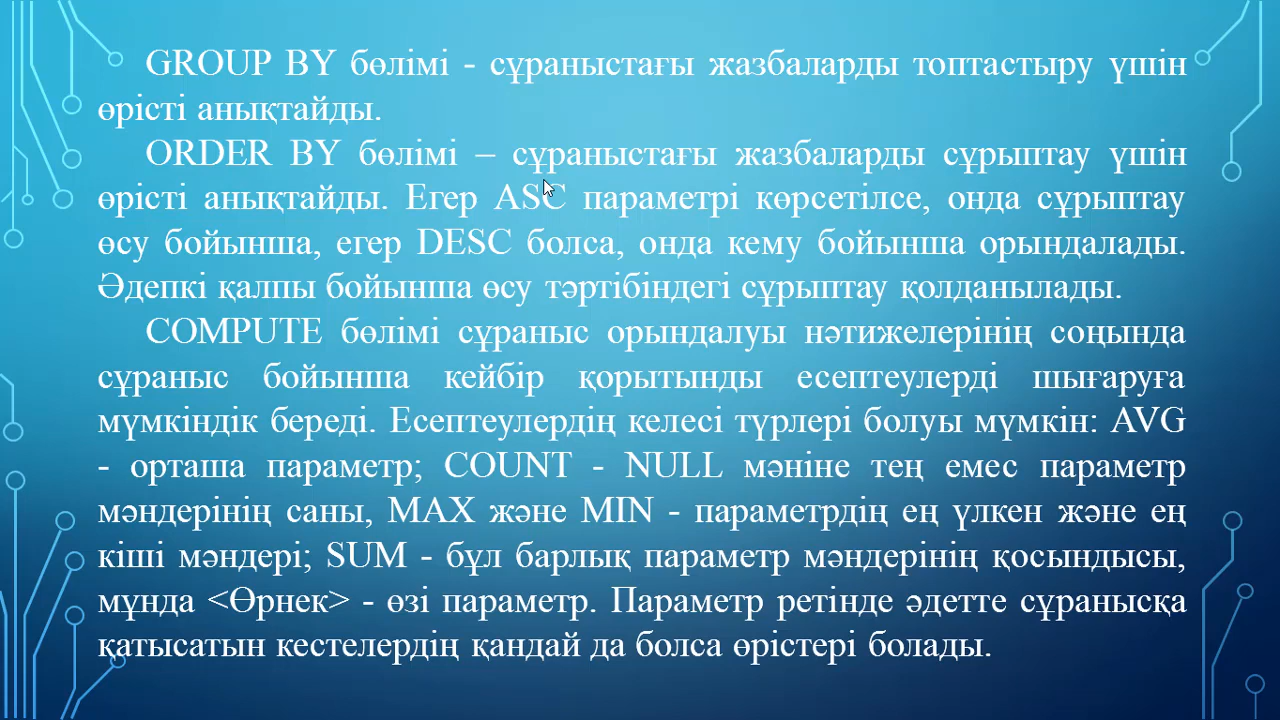 GROUP BY бөлімі - сұраныстағы жазбаларды топтастыру үшін
өрісті анықтайды.
ORDER BY бөлімі – сұраныстағы жазбаларды сұрыптау үшін
өрісті анықтайды. Егер ASC параметрі көрсетілсе, онда сұрыптау
өсу бойынша, егер DESC болса, онда кему бойынша орындалады.
Әдепкі қалпы бойынша өсу тәртібіндегі сұрыптау қолданылады.
COMPUTE бөлімі сұраныс орындалуы нәтижелерінің соңында
сұраныс бойынша кейбір қорытынды есептеулерді шығаруға
мүмкіндік береді. Есептеулердің келесі түрлері болуы мүмкін: AVG
- орташа параметр; COUNT - NULL мәніне тең емес параметр
мәндерінің саны, MAX және MIN - параметрдің ең үлкен және ең
кіші мәндері; SUM - бұл барлық параметр мәндерінің қосындысы,
мұнда <Өрнек> - өзі параметр. Параметр ретінде әдетте сұранысқа
қатысатын кестелердің қандай да болса өрістері болады.